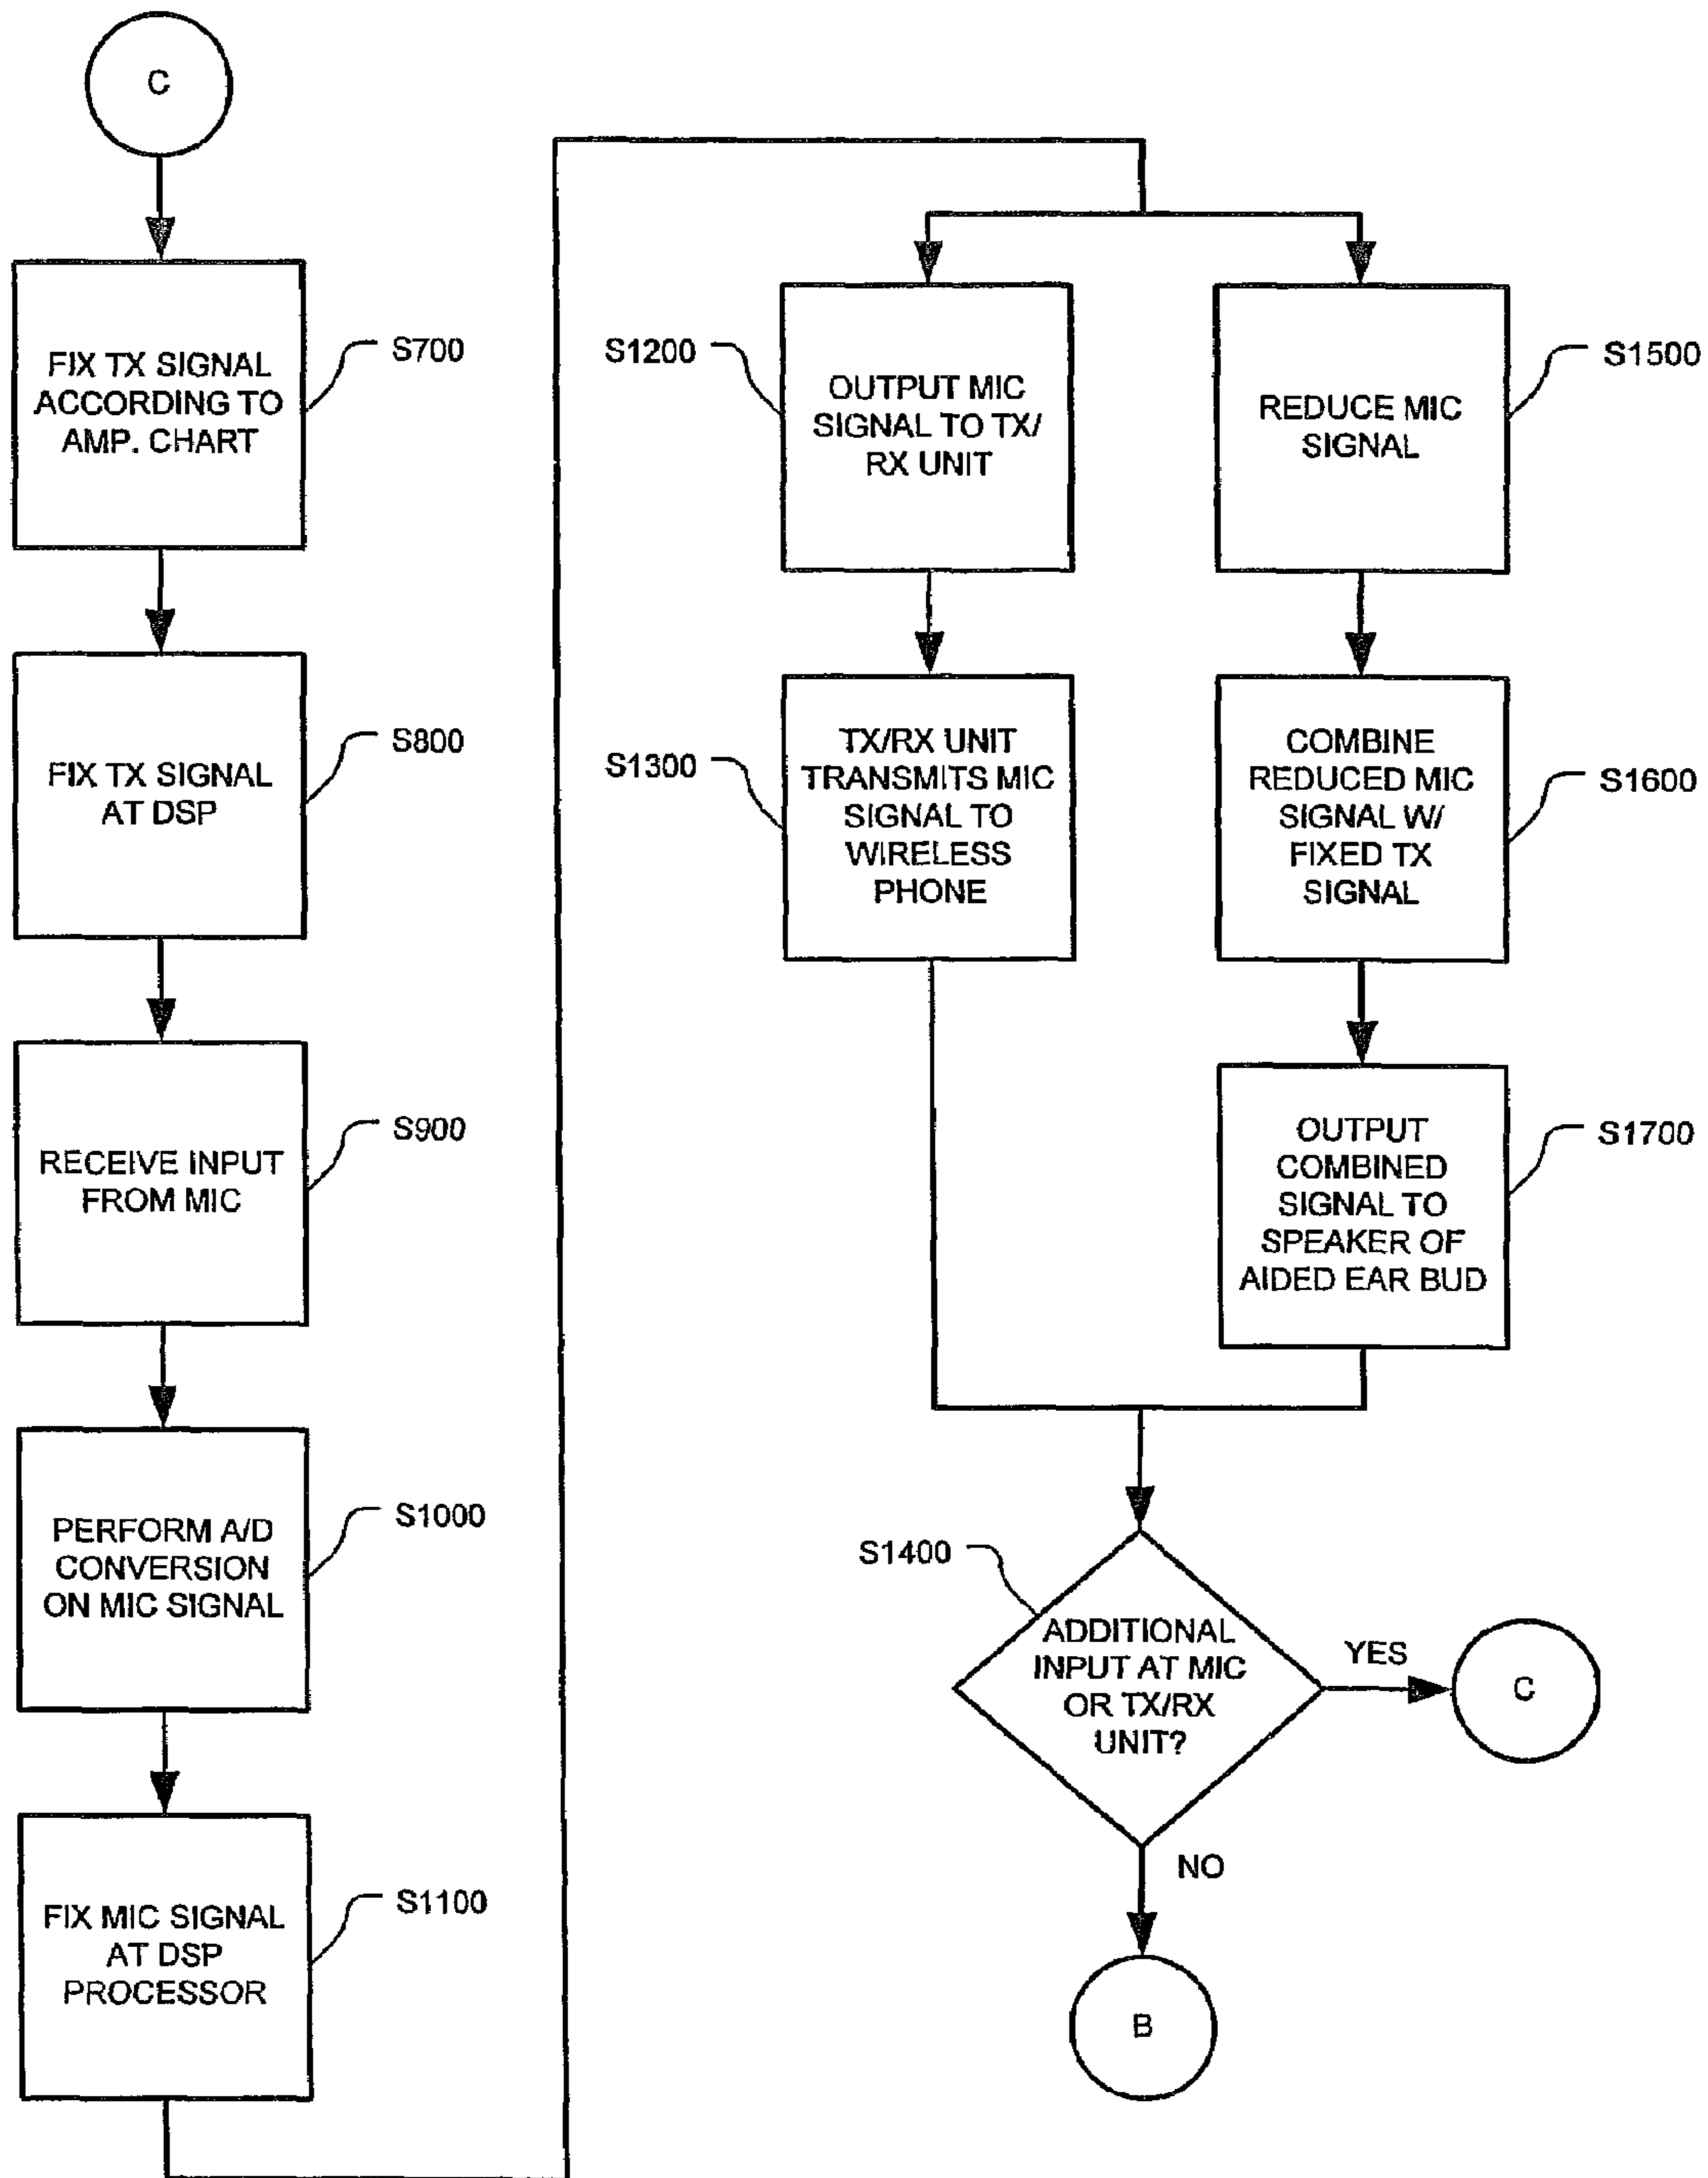 C
FIX TX SIGNAL
ACCORDING TO
AMP. CHART
S700
FIX TX SIGNAL
AT DSP
S800
RECEIVE INPUT
FROM MIC
S900
PERFORM A/D
CONVERSION
ON MIC SIGNAL
S1000
FIX MIC SIGNAL
AT DSP
PROCESSOR
S1100
S1200
OUTPUT MIC
SIGNAL TO TX/
RX UNIT
S1300
TX/RX UNIT
TRANSMITS MIC
SIGNAL TO
WIRELESS
PHONE
REDUCE MIC
SIGNAL
S1500
COMBINE
REDUCED MIC
SIGNAL W/
FIXED TX
SIGNAL
S1600
OUTPUT
COMBINED
SIGNAL TO
SPEAKER OF
AIDED EAR BUD
S1700
S1400
ADDITIONAL
INPUT AT MIC
OR TX/RX
UNIT?
YES
C
NO
B